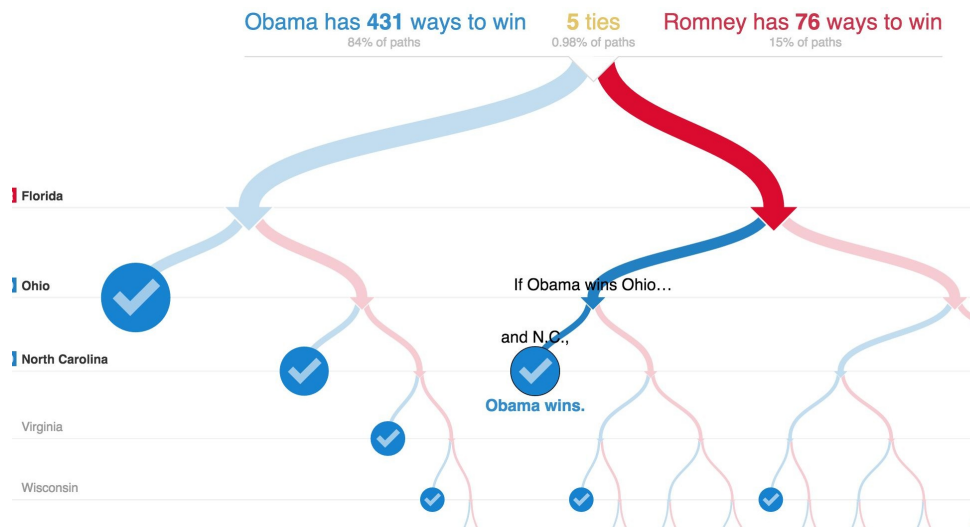 Obama has 431 ways to win
84% of paths
5 ties
0.98% of paths
Romney has 76 ways to win
15% of paths
Florida
Ohio
If Obama wins Ohio…
North Carolina
and N.C.,
Obama wins.
Virginia
Wisconsin